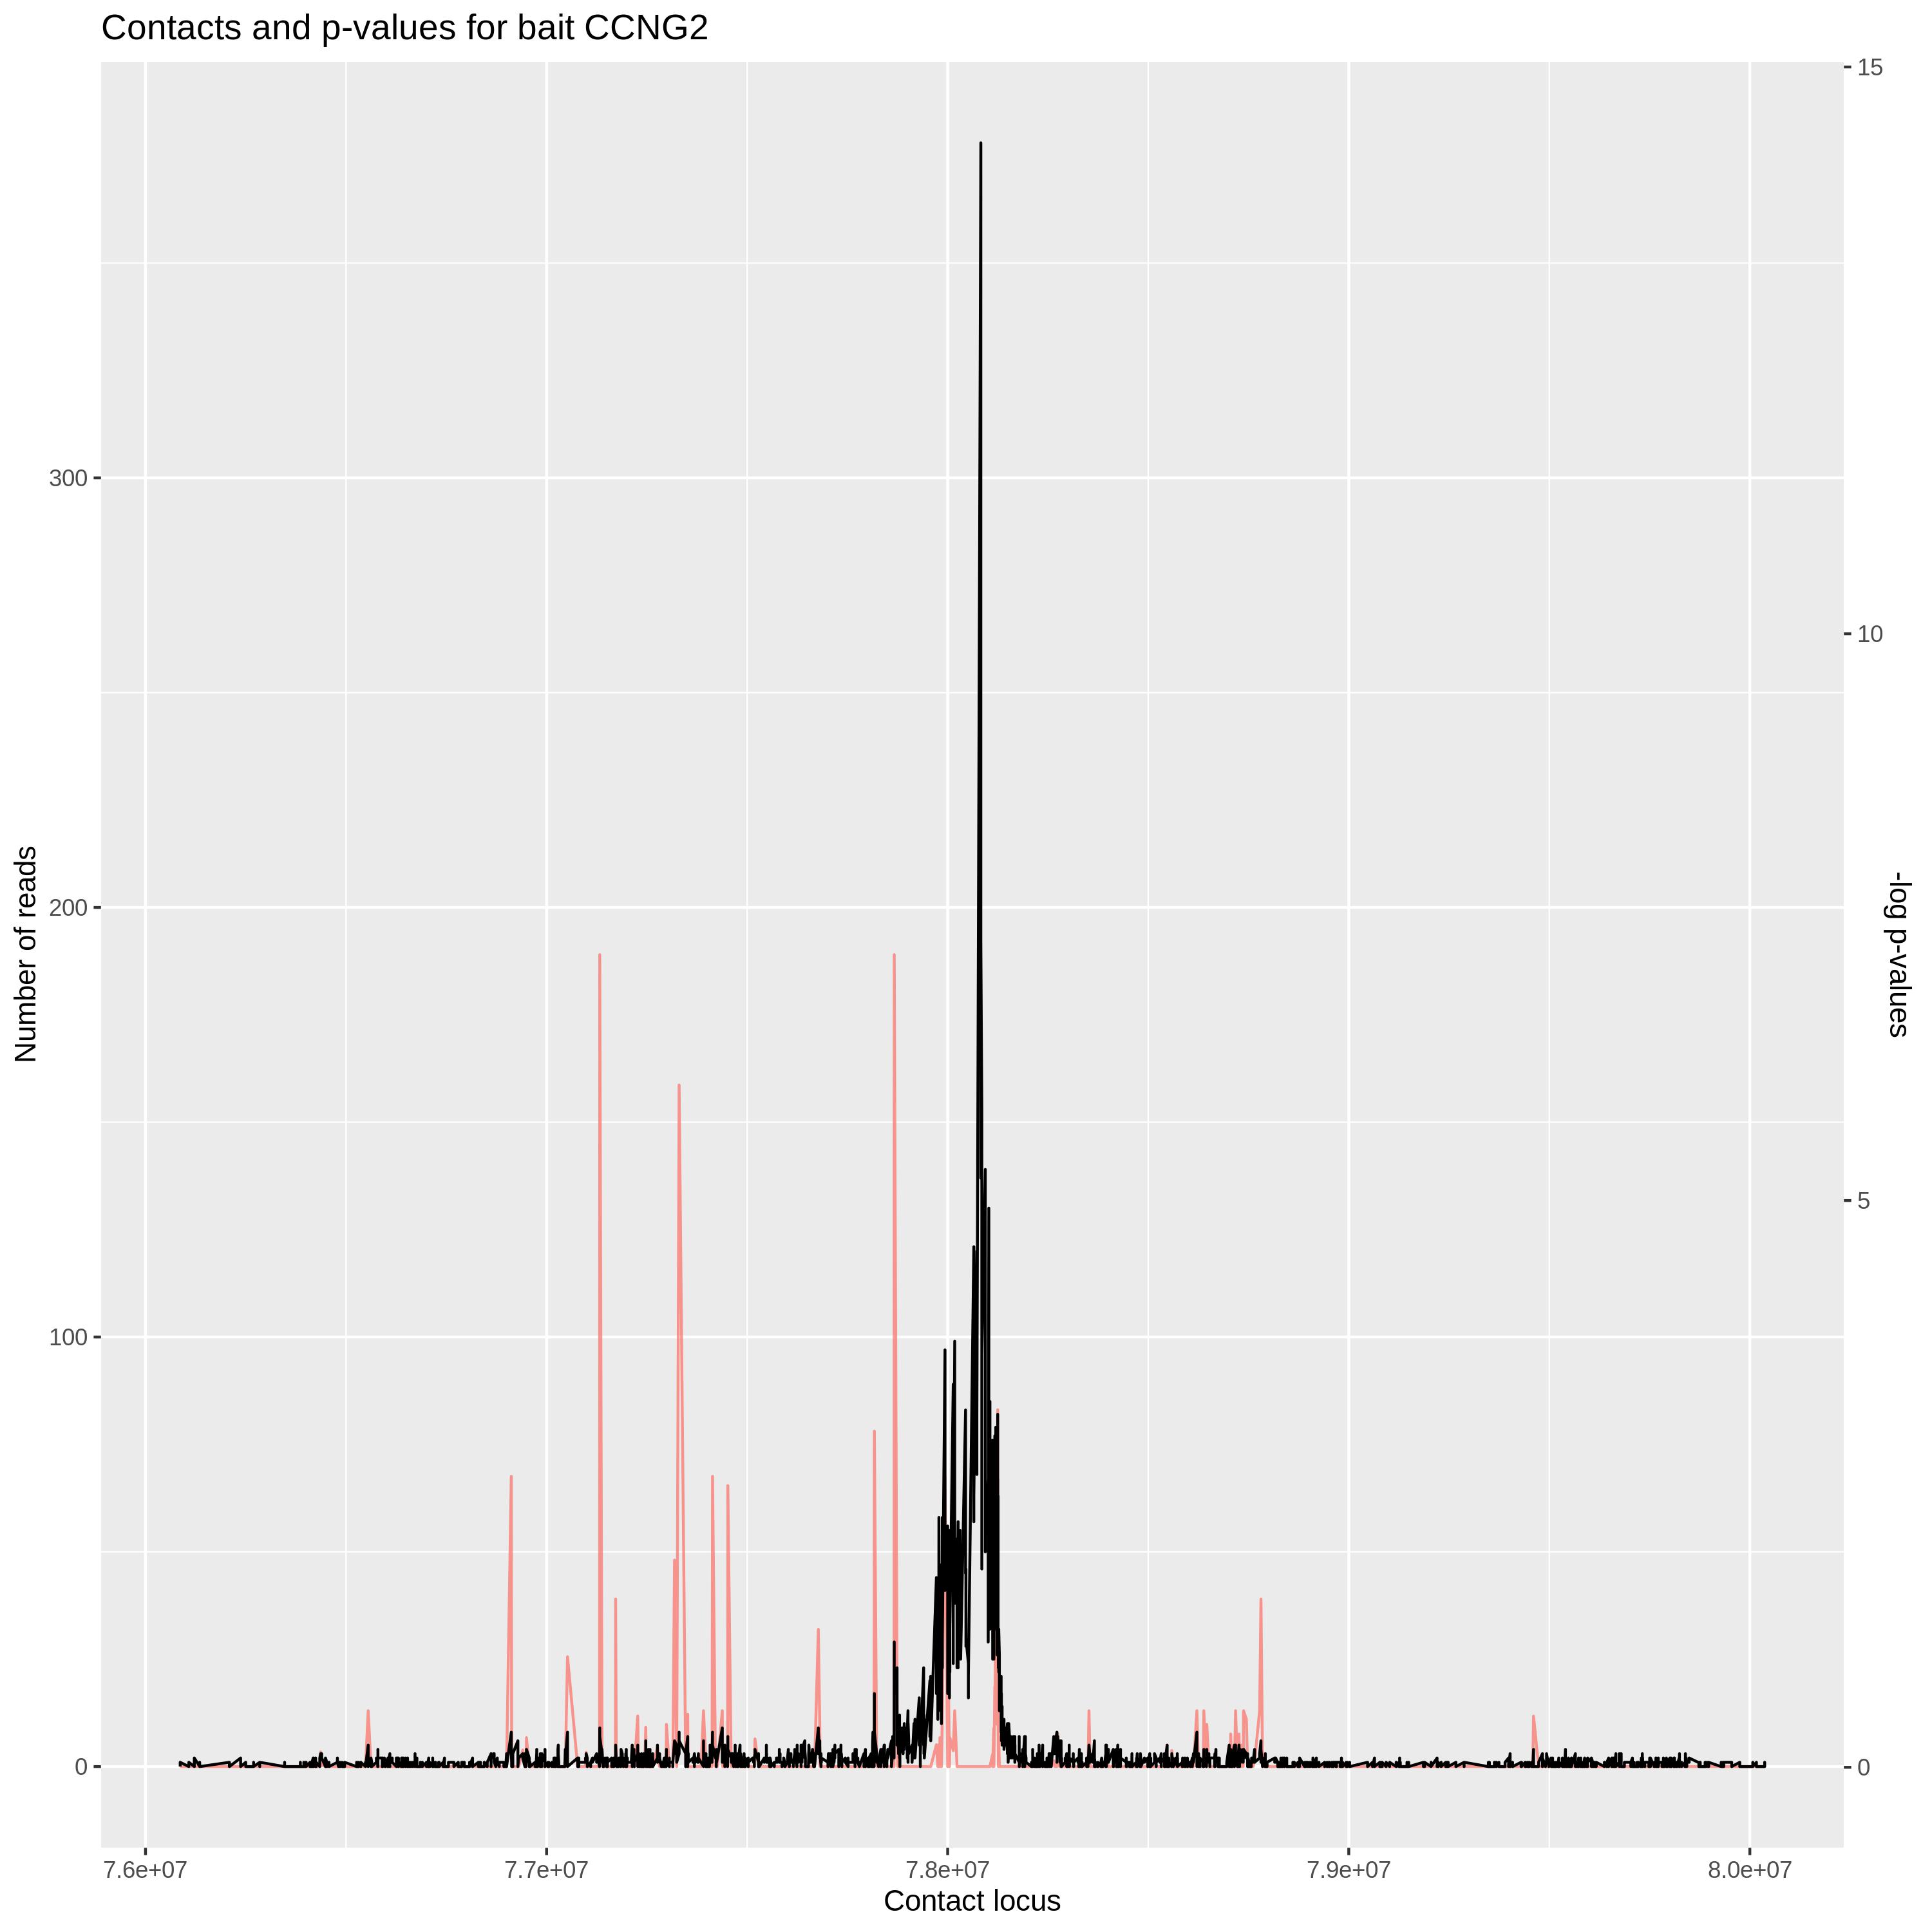 Contacts and p-values for bait CCNG2
15
10
5
0
300
200
100
0
Number of reads
-log p-values
7.6e+07 7.7e+07 7.8e+07 7.9e+07 8.0e+07
Contact locus